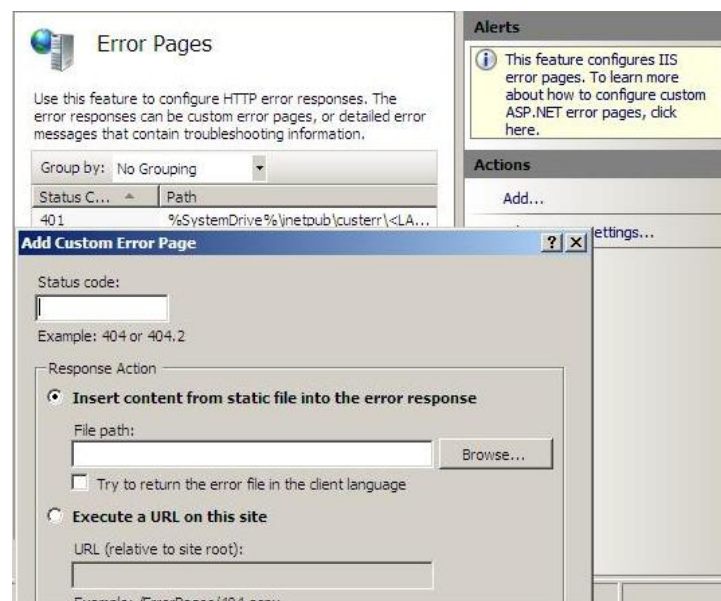 Error Pages
Use this feature to configure HTTP error responses. The
error responses can be custom error pages, or detailed error
messages that contain troubleshooting information.
Group by: No Grouping
Status C... Path
401 %SystemDrive%\inetpub\custerr\<LA...
Alerts
This feature configures IIS
error pages. To learn more
about how to configure custom
ASP.NET error pages, click
here.
Actions
Add...
ettings...
Add Custom Error Page
Status code:
Example: 404 or 404.2
Response Action
Insert content from static file into the error response
File path:
Browse...
Try to return the error file in the client language
Execute a URL on this site
URL (relative to site root):